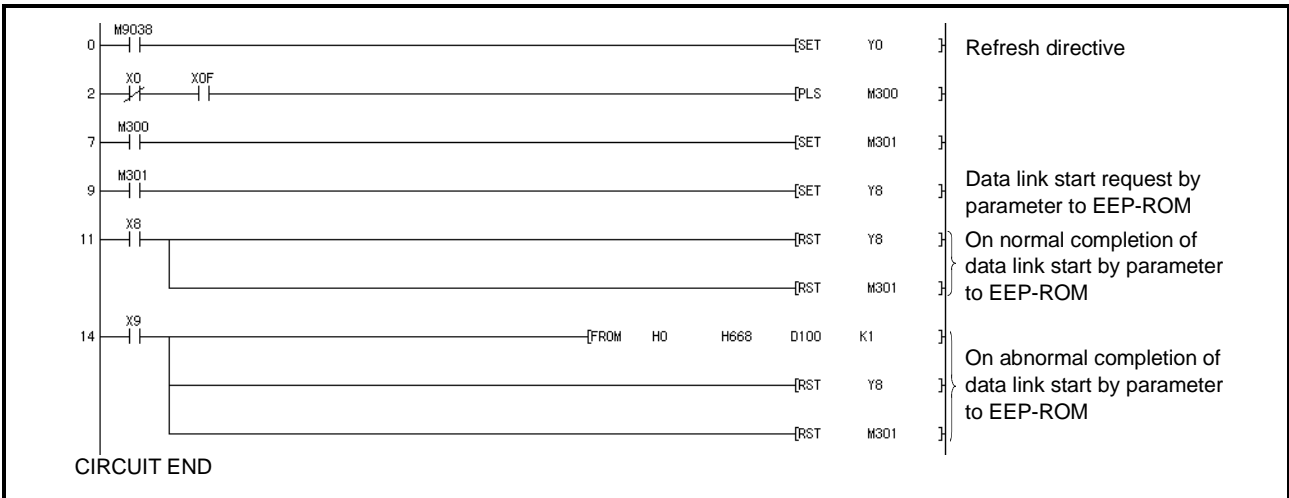 M9038
0 [SET Y0 ] Refresh directive
X0 X0F
2 [PLS M300 ]
M300
7 [SET M301 ]
M301
9 [SET Y8 ] Data link start request by
parameter to EEP-ROM
X8
11 [RST Y8 ] On normal completion of
data link start by parameter
[RST M301 ] to EEP-ROM
X9
14 [FROM H0 H668 D100 K1 ]
On abnormal completion of
[RST Y8 ] data link start by parameter
to EEP-ROM
[RST M301 ]
CIRCUIT END